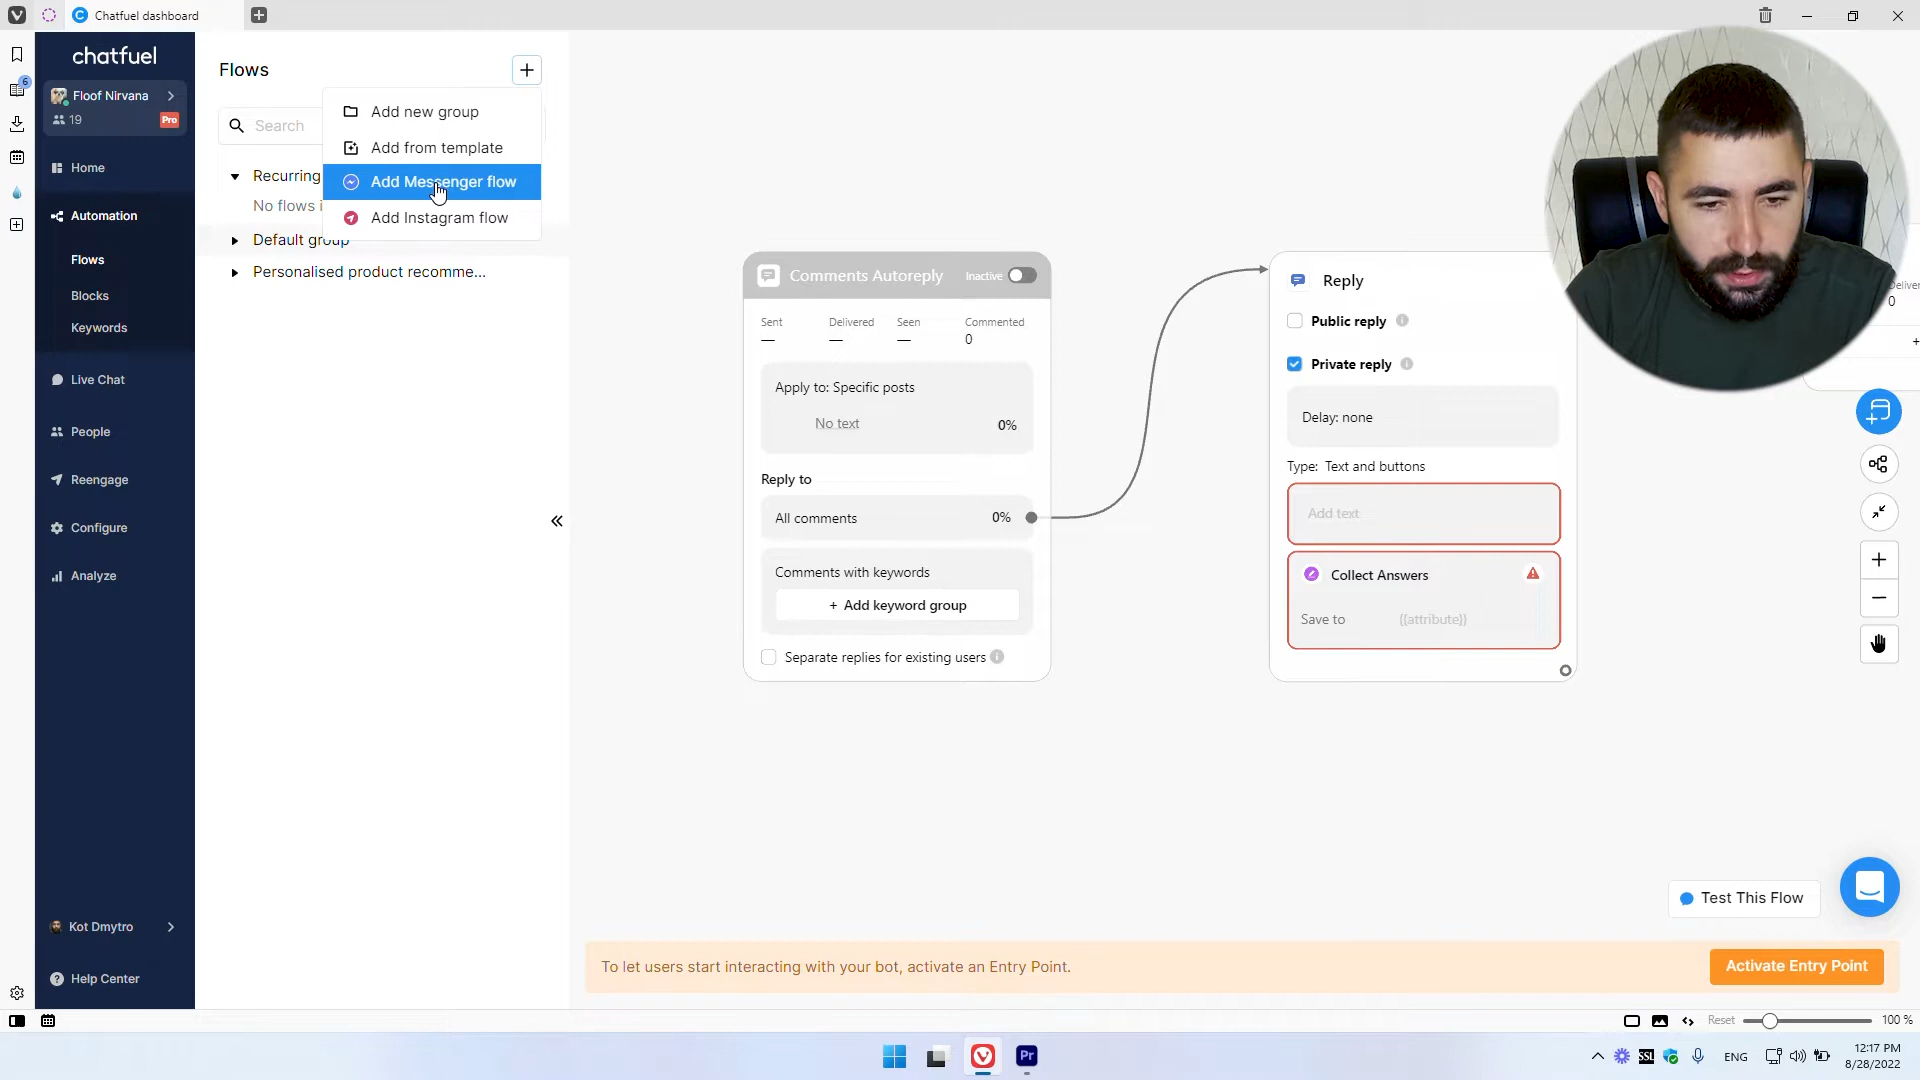 Chatfuel dashboard
chatfuel
Floof Nirvana
19
Pro
6
Home
Automation
Flows
Blocks
Keywords
Live Chat
People
Reengage
Configure
Analyze
Kot Dmytro
Help Center
Flows
Search
Add new group
Add from template
Add Messenger flow
Add Instagram flow
Recurring
No flows i
Default group
Personalised product recomme...
Comments Autoreply
Inactive
Sent
Delivered
Seen
Commented
—
—
—
0
Apply to: Specific posts
No text
0%
Reply to
All comments
0%
Comments with keywords
+ Add keyword group
Separate replies for existing users
Reply
Public reply
Private reply
Delay: none
Type: Text and buttons
Add text
Collect Answers
Save to
{{attribute}}
0
Test This Flow
To let users start interacting with your bot, activate an Entry Point.
Activate Entry Point
Reset
100 %
Pr
SSL
ENG
12:17 PM
8/28/2022